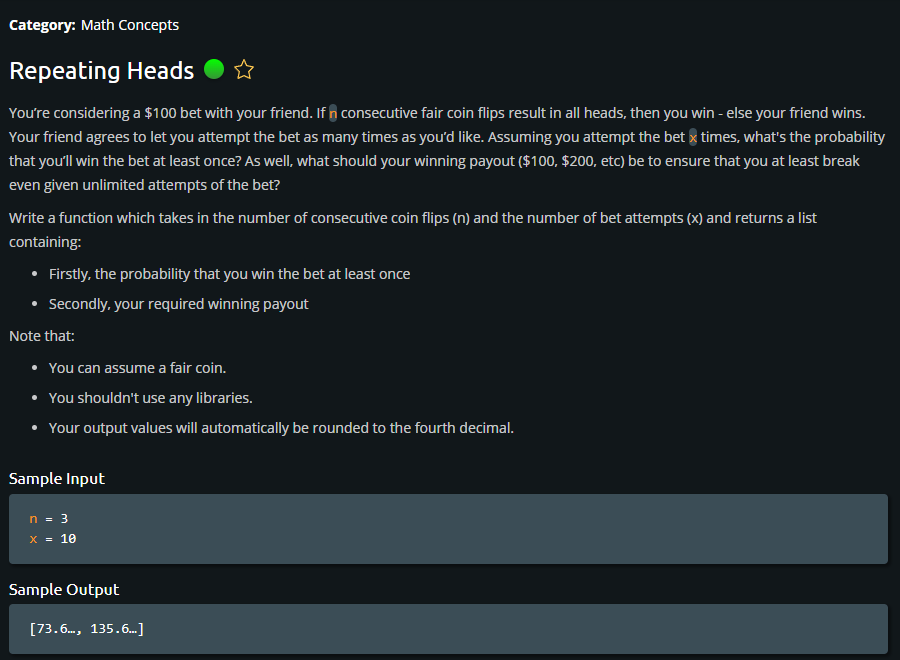 Category: Math Concepts
Repeating Heads
You're considering a $100 bet with your friend. If n consecutive fair coin flips result in all heads, then you win - else your friend wins.
Your friend agrees to let you attempt the bet as many times as you'd like. Assuming you attempt the bet x times, what's the probability
that you'll win the bet at least once? As well, what should your winning payout ($100, $200, etc) be to ensure that you at least break
even given unlimited attempts of the bet?
Write a function which takes in the number of consecutive coin flips (n) and the number of bet attempts (x) and returns a list
containing:
• Firstly, the probability that you win the bet at least once
• Secondly, your required winning payout
Note that:
• You can assume a fair coin.
• You shouldn't use any libraries.
• Your output values will automatically be rounded to the fourth decimal.
Sample Input
n = 3
x = 10
Sample Output
[73.6…, 135.6…]